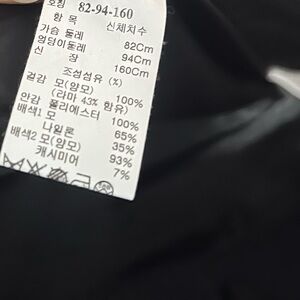 호칭 82-94-160
항 목 신체치수
가슴 둘레 82Cm
엉덩이둘레 94Cm
신 장 160Cm
조성섬유 (%)
겉감 모(양모) 100%
(라마 43% 함유)
안감 폴리에스터 100%
배색1 모 65%
나일론 35%
배색2 모(양모) 93%
캐시미어 7%